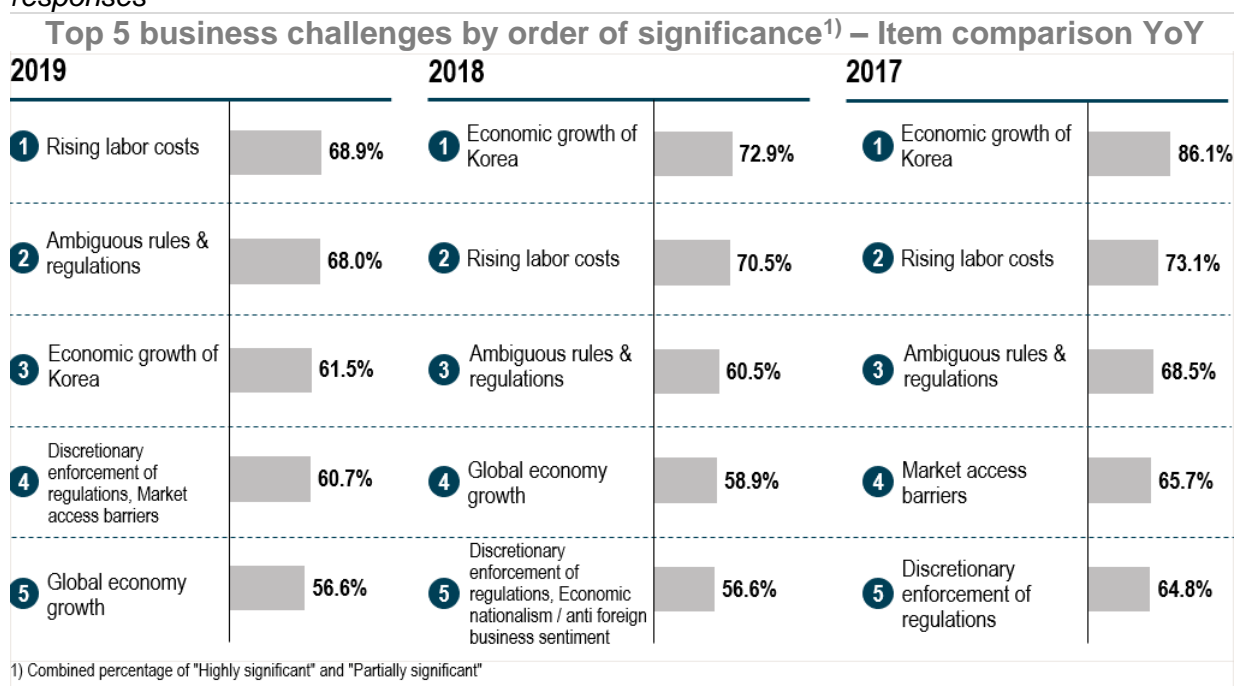 responses
Top 5 business challenges by order of significance1) – Item comparison YoY
2019
1 Rising labor costs 68.9%
2 Ambiguous rules &
regulations 68.0%
3 Economic growth of
Korea 61.5%
4 Discretionary
enforcement of
regulations, Market
access barriers 60.7%
5 Global economy
growth 56.6%
2018
1 Economic growth of
Korea 72.9%
2 Rising labor costs 70.5%
3 Ambiguous rules &
regulations 60.5%
4 Global economy
growth 58.9%
5 Discretionary
enforcement of
regulations, Economic
nationalism / anti foreign
business sentiment 56.6%
2017
1 Economic growth of
Korea 86.1%
2 Rising labor costs 73.1%
3 Ambiguous rules &
regulations 68.5%
4 Market access
barriers 65.7%
5 Discretionary
enforcement of
regulations 64.8%
1) Combined percentage of "Highly significant" and "Partially significant"